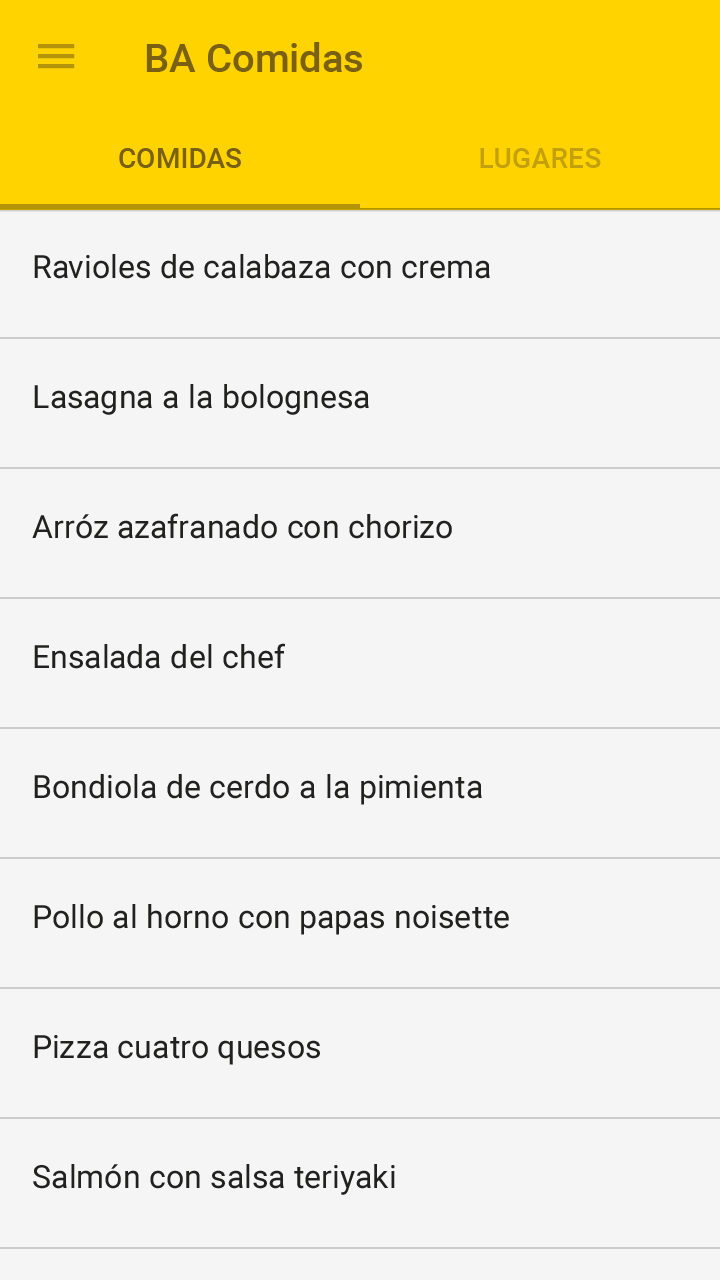 BA Comidas
COMIDAS
LUGARES
Ravioles de calabaza con crema
Lasagna a la bolognesa
Arróz azafranado con chorizo
Ensalada del chef
Bondiola de cerdo a la pimienta
Pollo al horno con papas noisette
Pizza cuatro quesos
Salmón con salsa teriyaki